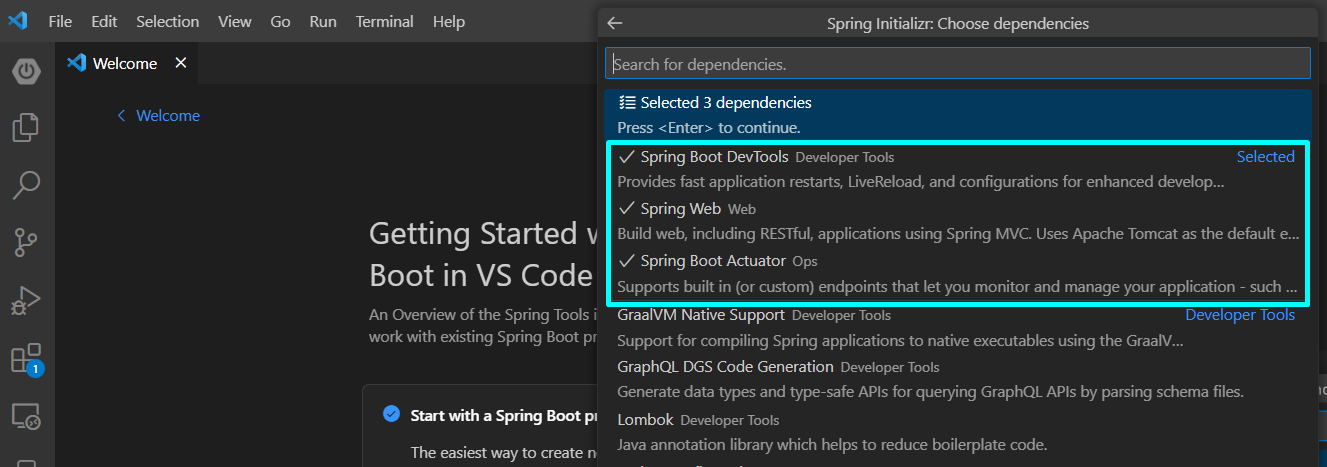 File Edit Selection View Go Run Terminal Help
Spring Initializr: Choose dependencies
Welcome
Search for dependencies.
Welcome
Selected 3 dependencies
Press <Enter> to continue.
Spring Boot DevTools Developer Tools Selected
Provides fast application restarts, LiveReload, and configurations for enhanced develop...
Spring Web Web
Build web, including RESTful, applications using Spring MVC. Uses Apache Tomcat as the default e...
Spring Boot Actuator Ops
Supports built in (or custom) endpoints that let you monitor and manage your application - such ...
GraalVM Native Support Developer Tools Developer Tools
Support for compiling Spring applications to native executables using the GraalV...
GraphQL DGS Code Generation Developer Tools
Generate data types and type-safe APIs for querying GraphQL APIs by parsing schema files.
Lombok Developer Tools
Java annotation library which helps to reduce boilerplate code.
Getting Started
Boot in VS Code
An Overview of the Spring Tools
work with existing Spring Boot
1
Start with a Spring Boot
The easiest way to create